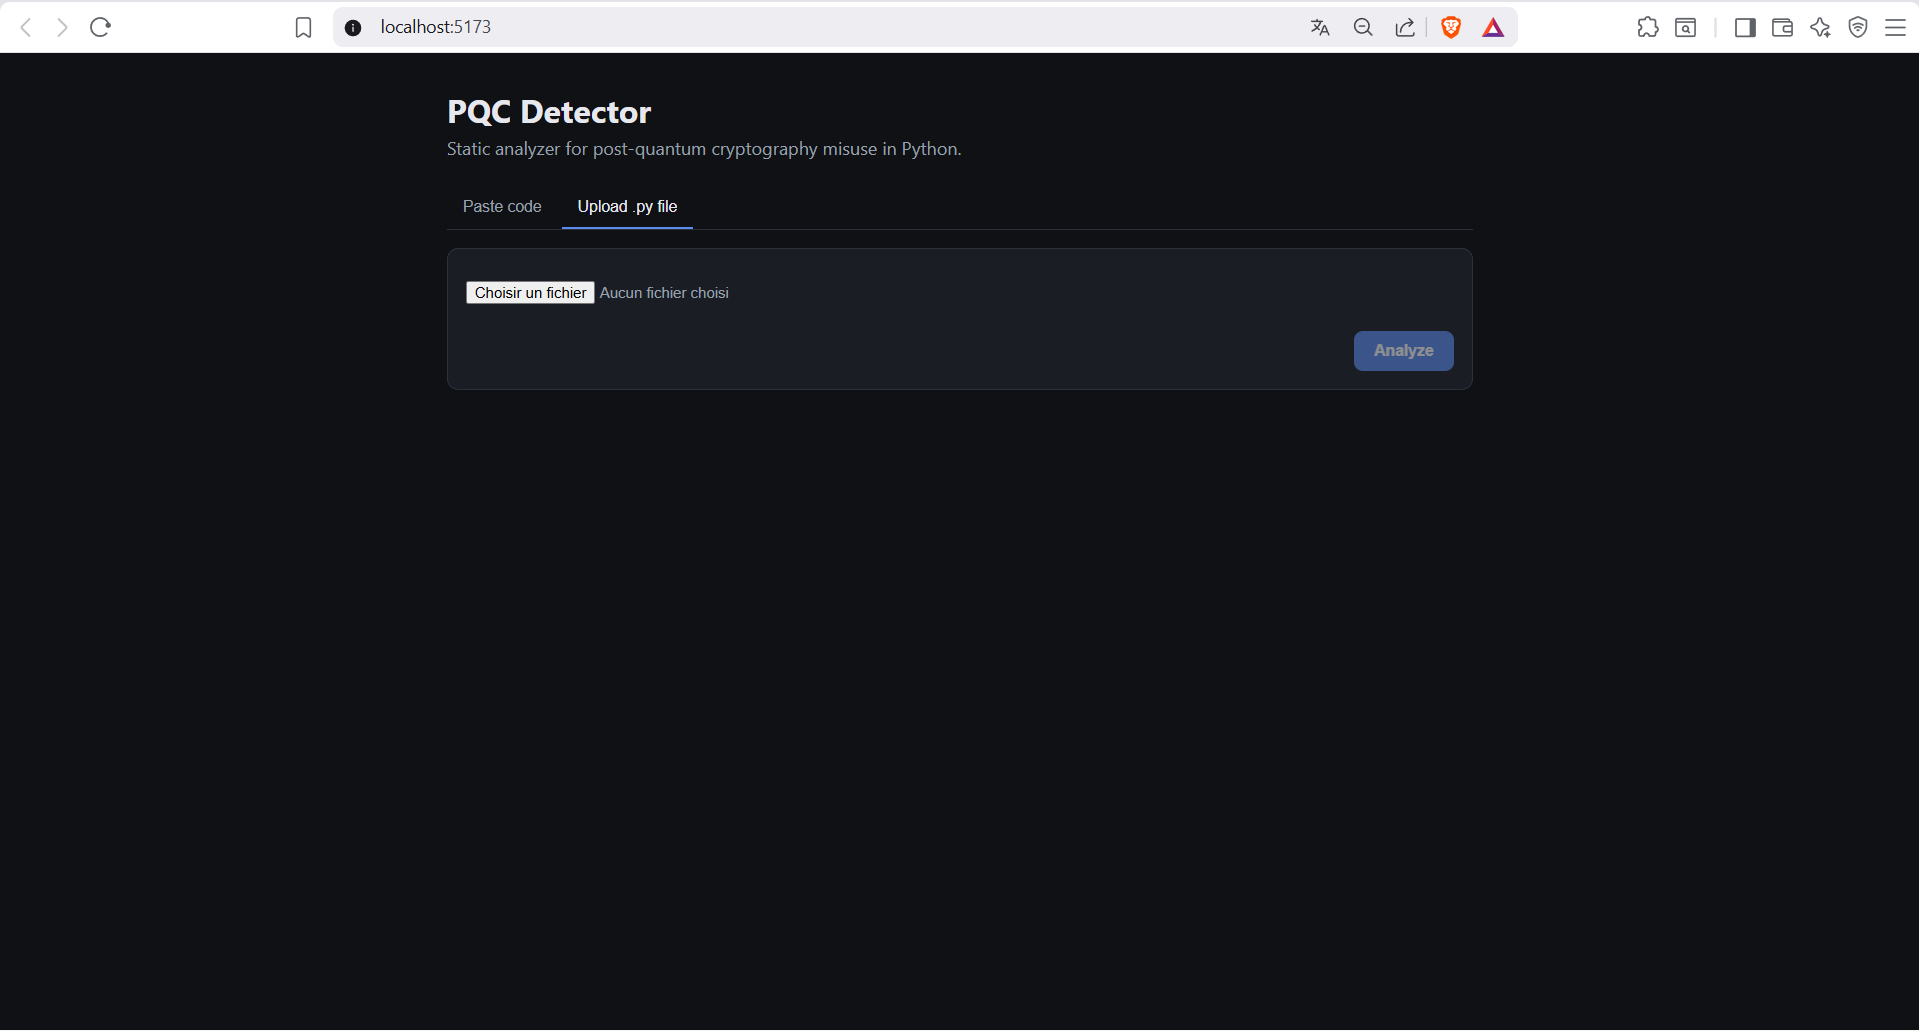 localhost:5173
PQC Detector
Static analyzer for post-quantum cryptography misuse in Python.
Paste code Upload .py file
Choisir un fichier Aucun fichier choisi
Analyze